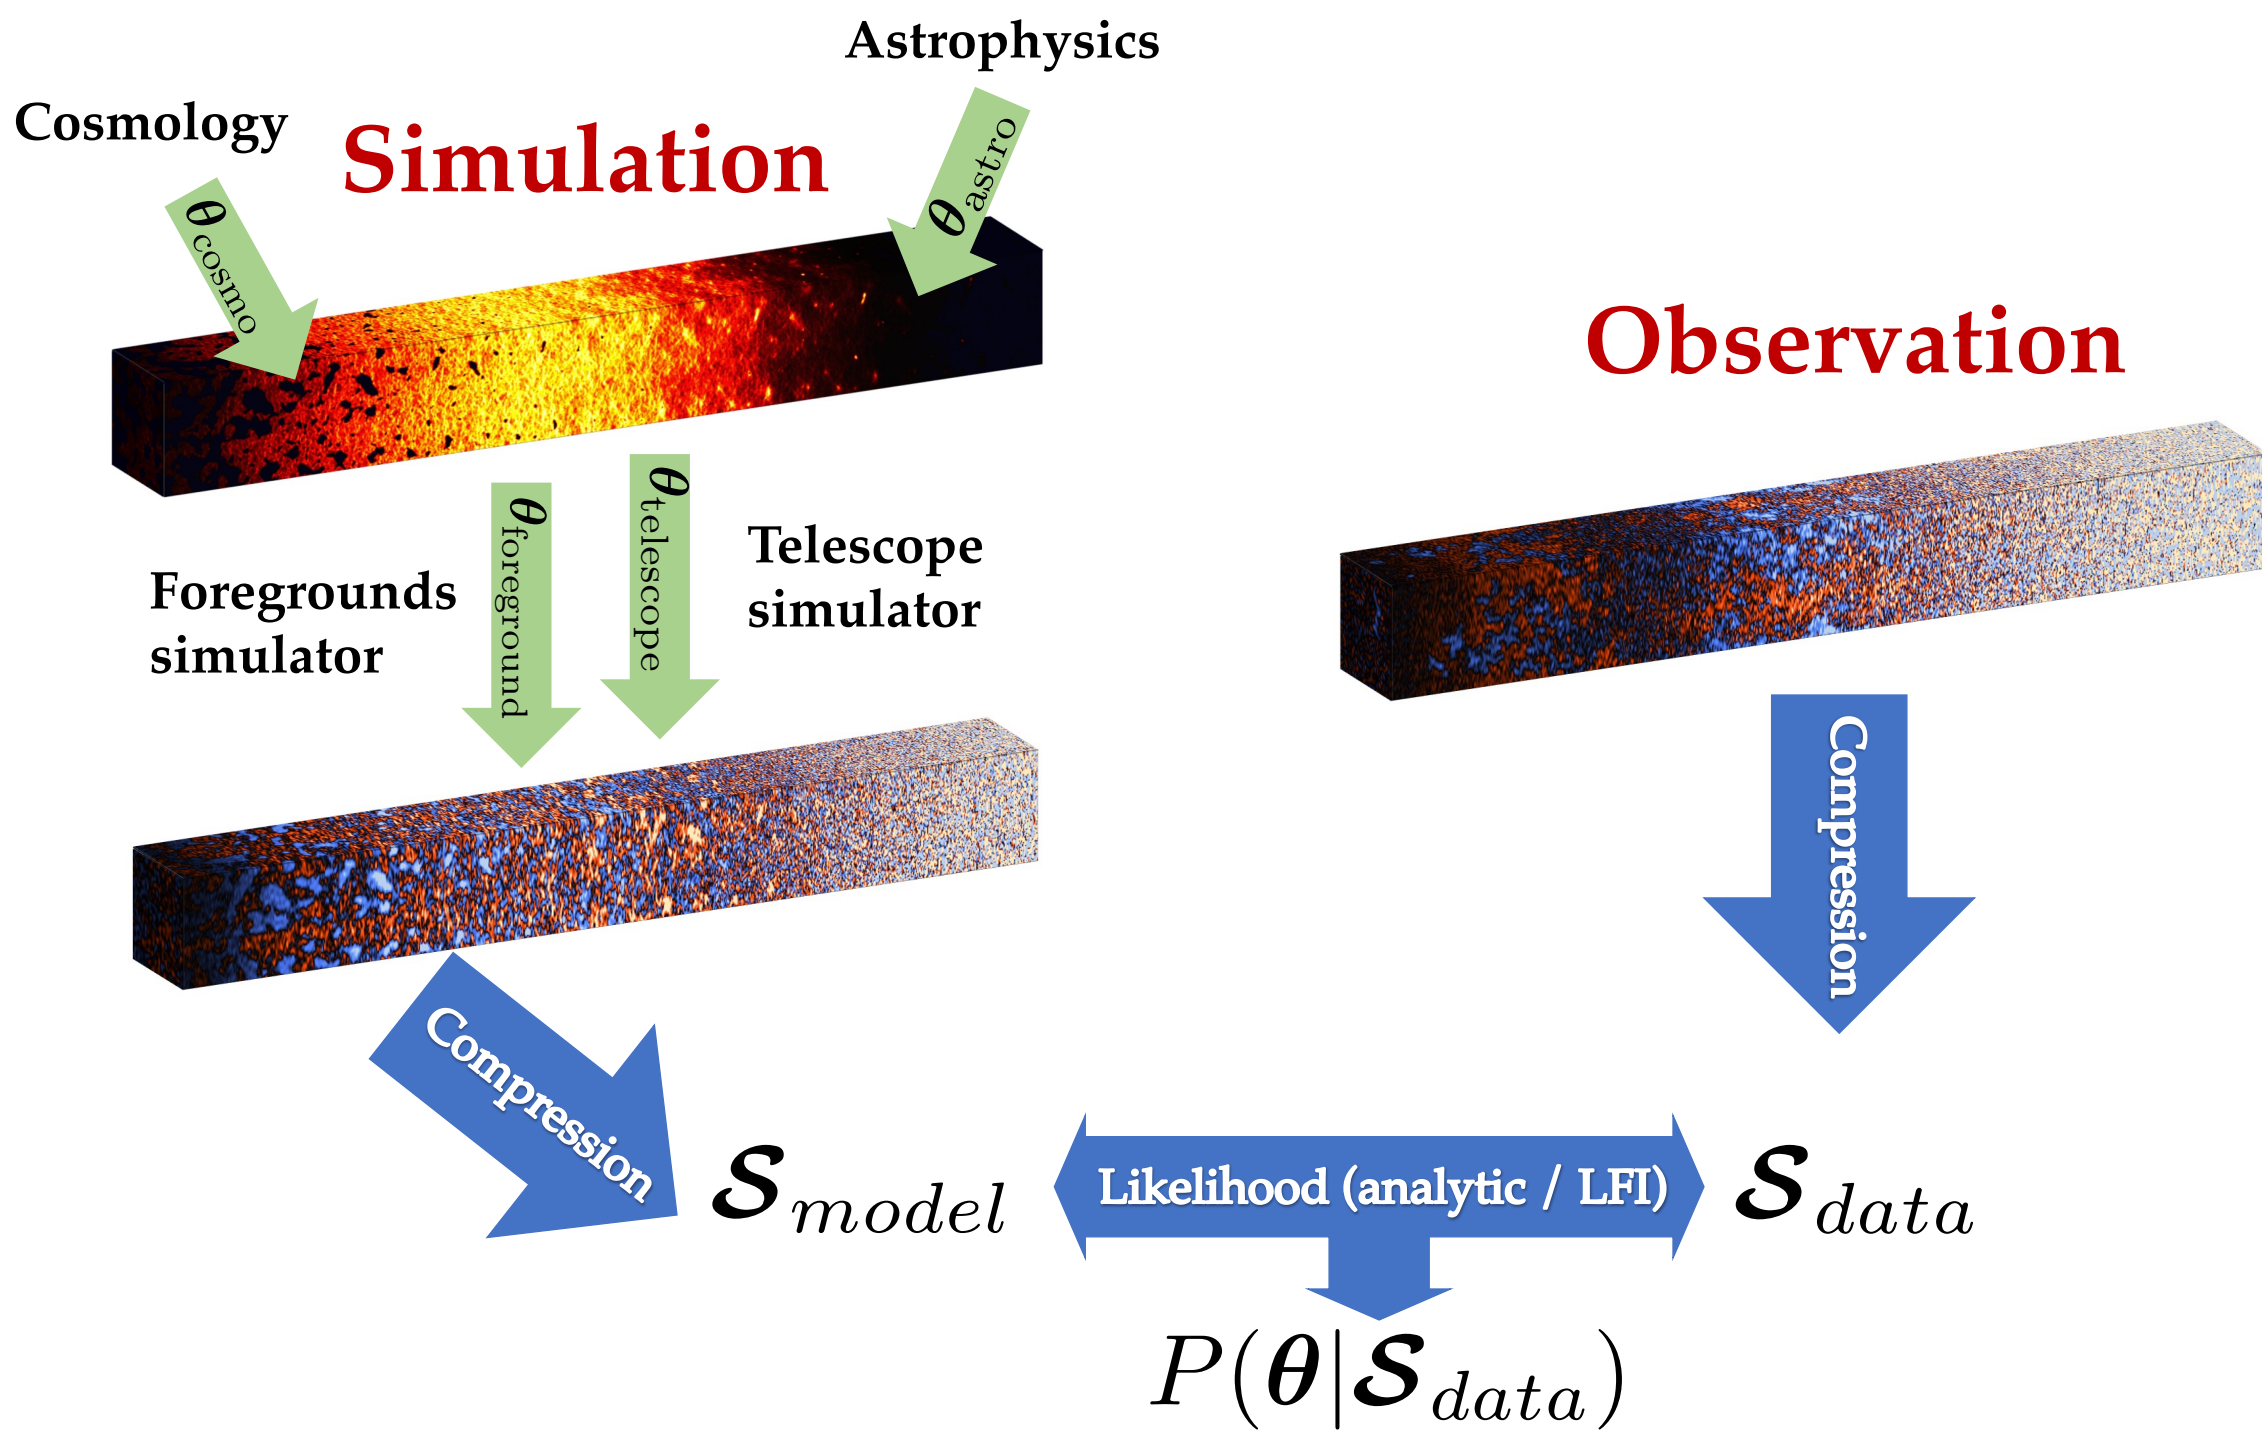 Astrophysics
Cosmology
Simulation
θcosmo
θastro
Observation
θforeground
θtelescope
Telescope
simulator
Foregrounds
simulator
Compression
Compression
Smodel
Likelihood (analytic / LFI)
Sdata
P(θ|Sdata)